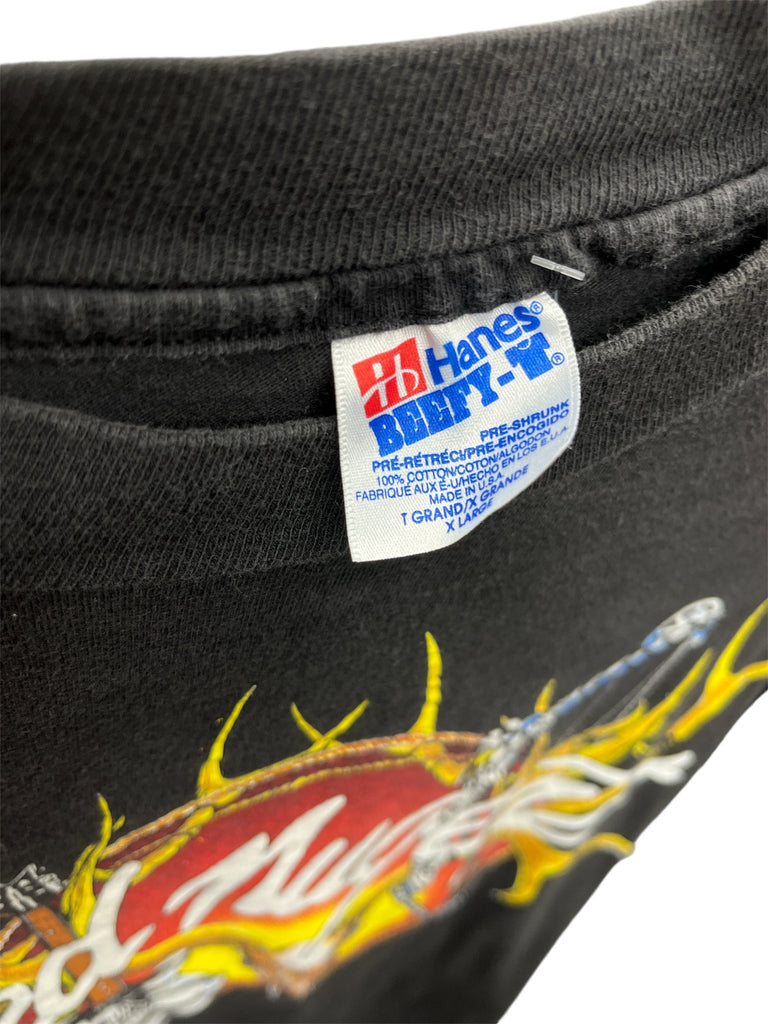 Hanes®
BEEFY-T®
PRE-SHRUNK
PRÉ-RÉTRÉCI/PRE-ENCOGIDO
100% COTTON/COTON/ALGODON
FABRIQUÉ AUX É-U/HECHO EN LOS E.U.A.
MADE IN U.S.A.
T GRAND/X GRANDE
X LARGE